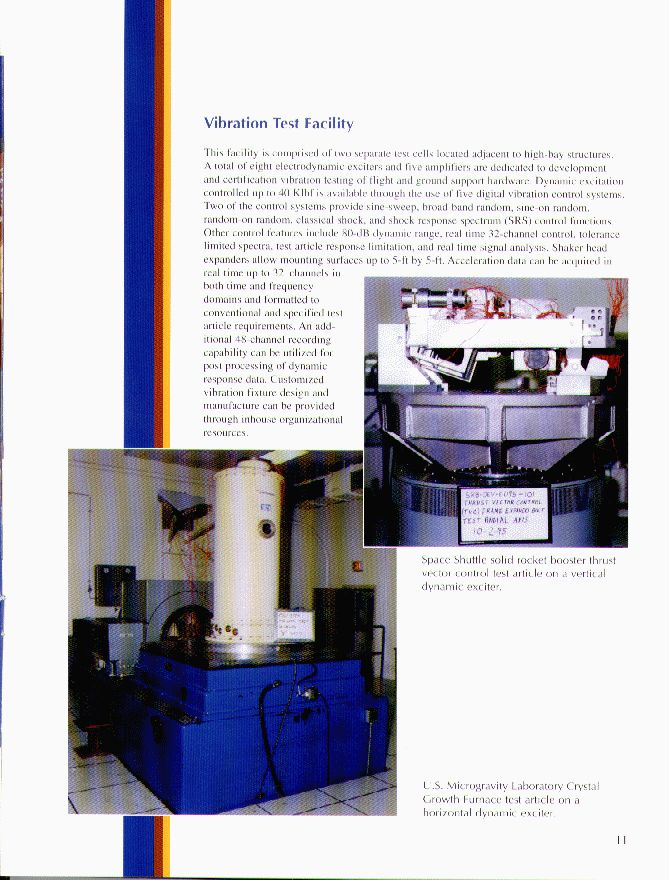 Vibration Test Facility
This facility is comprised of two separate test cells located adjacent to high-bay structures.
A total of eight electrodynamic exciters and five amplifiers are dedicated to development
and certification vibration testing of flight and ground support hardware. Dynamic excitation
controlled up to 40 Klbf is available through the use of five digital vibration control systems.
Two of the control systems provide sine-sweep, broad band random, sine-on random,
random-on random, classical shock, and shock response spectrum (SRS) control functions.
Other control features include 80-dB dynamic range, real time 32-channel control, tolerance
limited spectra, test article response limitation, and real time signal analysis. Shaker head
expanders allow mounting surfaces up to 5-ft by 5-ft. Acceleration data can be acquired in
real time up to 32 channels in
both time and frequency
domains and formatted to
conventional and specified test
article requirements. An add-
itional 48-channel recording
capability can be utilized for
post processing of dynamic
response data. Customized
vibration fixture design and
manufacture can be provided
through inhouse organizational
resources.
THRUST VECTOR CONTROL
(TVC) FRAME EXPANDO BOLT
TEST RADIAL AXIS
10-2-95
Space Shuttle solid rocket booster thrust
vector control test article on a vertical
dynamic exciter.
U.S. Microgravity Laboratory Crystal
Growth Furnace test article on a
horizontal dynamic exciter.
11